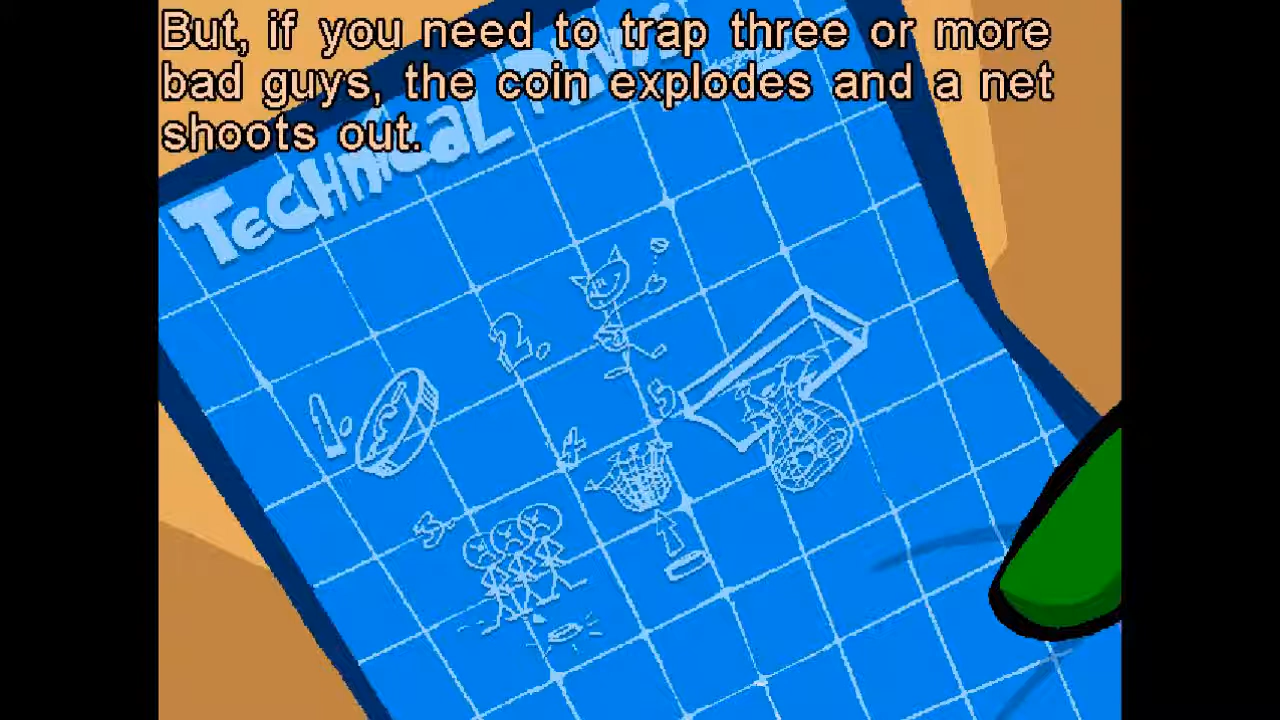 But, if you need to trap three or more
bad guys, the coin explodes and a net
shoots out.
Technical Plans
1.
2.
3.
4.
5